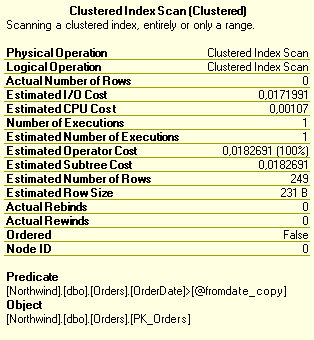 Clustered Index Scan (Clustered)
Scanning a clustered index, entirely or only a range.
Physical Operation Clustered Index Scan
Logical Operation Clustered Index Scan
Actual Number of Rows 0
Estimated I/O Cost 0,0171991
Estimated CPU Cost 0,00107
Number of Executions 1
Estimated Number of Executions 1
Estimated Operator Cost 0,0182691 (100%)
Estimated Subtree Cost 0,0182691
Estimated Number of Rows 249
Estimated Row Size 231 B
Actual Rebinds 0
Actual Rewinds 0
Ordered False
Node ID 0
Predicate
[Northwind].[dbo].[Orders].[OrderDate]>[@fromdate_copy]
Object
[Northwind].[dbo].[Orders].[PK_Orders]